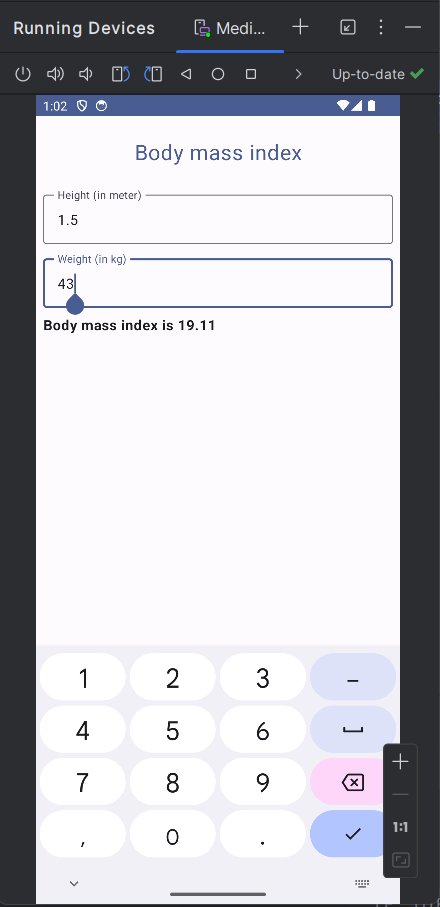 Running Devices Medi...
Up-to-date
1:02
Body mass index
Height (in meter)
1.5
Weight (in kg)
43
Body mass index is 19.11
1 2 3 –
4 5 6
7 8 9
, 0 .
1:1